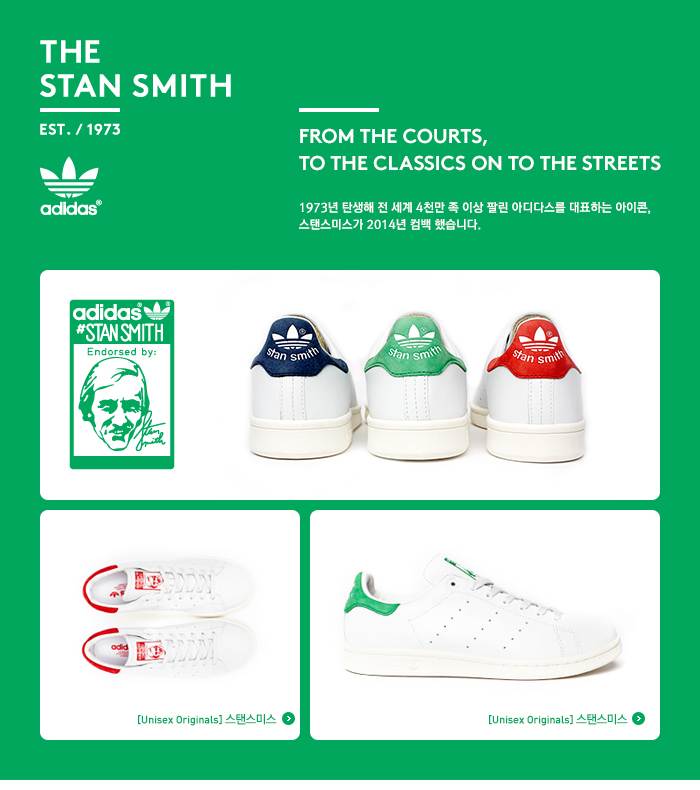 THE
STAN SMITH
EST. / 1973
adidas®
FROM THE COURTS,
TO THE CLASSICS ON TO THE STREETS
1973년 탄생해 전 세계 4천만 족 이상 팔린 아디다스를 대표하는 아이콘,
스탠스미스가 2014년 컴백 했습니다.
adidas®
#STAN SMITH
Endorsed by:
Stan
Smith
stan smith
stan smith
stan smith
[Unisex Originals] 스탠스미스
[Unisex Originals] 스탠스미스